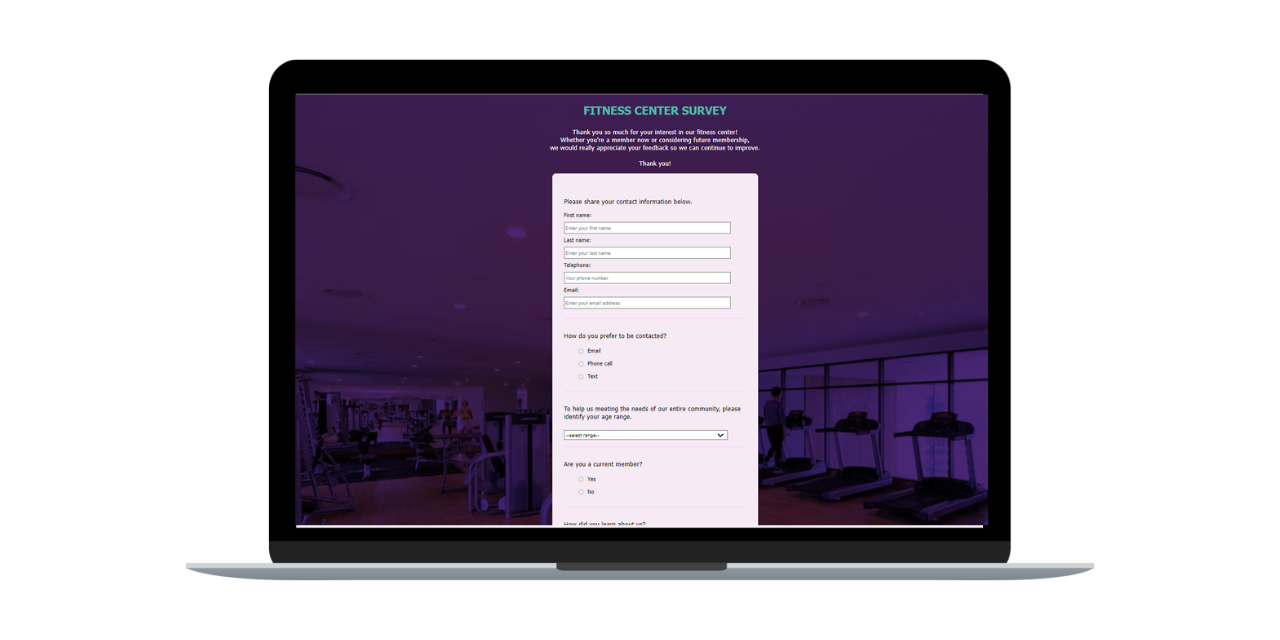 FITNESS CENTER SURVEY
Thank you so much for your interest in our fitness center!
Whether you're a member now or considering future membership,
we would really appreciate your feedback so we can continue to improve.
Thank you!
Please share your contact information below.
First name:
Enter your first name
Last name:
Enter your last name
Telephone:
Your phone number
Email:
Enter your email address
How do you prefer to be contacted?
Email
Phone call
Text
To help us meeting the needs of our entire community, please
identify your age range.
--select range--
Are you a current member?
Yes
No
How did you learn about us?